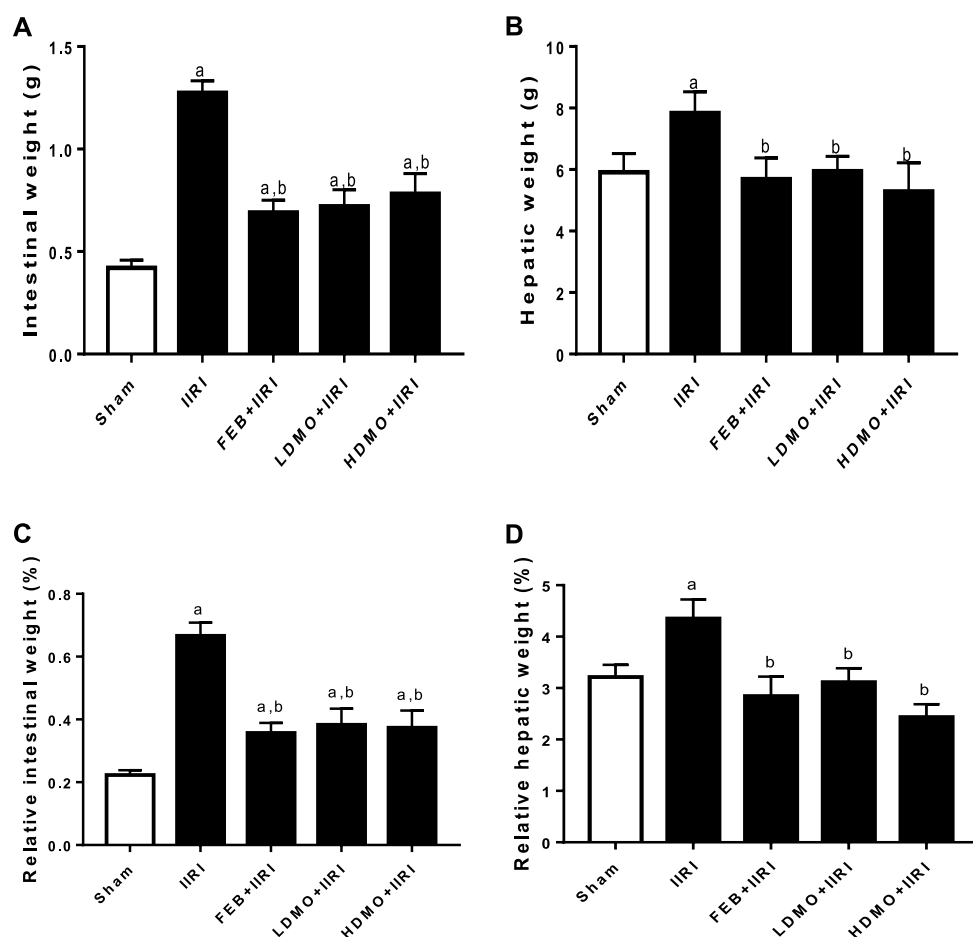 A
Intestinal weight (g)
1.5
1.0
0.5
0.0
a
a,b
a,b
a,b
Sham
IIRI
FEB+IIRI
LDMO+IIRI
HDMO+IIRI
B
Hepatic weight (g)
10
8
6
4
2
0
a
b
b
b
Sham
IIRI
FEB+IIRI
LDMO+IIRI
HDMO+IIRI
C
Relative intestinal weight (%)
0.8
0.6
0.4
0.2
0.0
a
a,b
a,b
a,b
Sham
IIRI
FEB+IIRI
LDMO+IIRI
HDMO+IIRI
D
Relative hepatic weight (%)
5
4
3
2
1
0
a
b
b
b
Sham
IIRI
FEB+IIRI
LDMO+IIRI
HDMO+IIRI